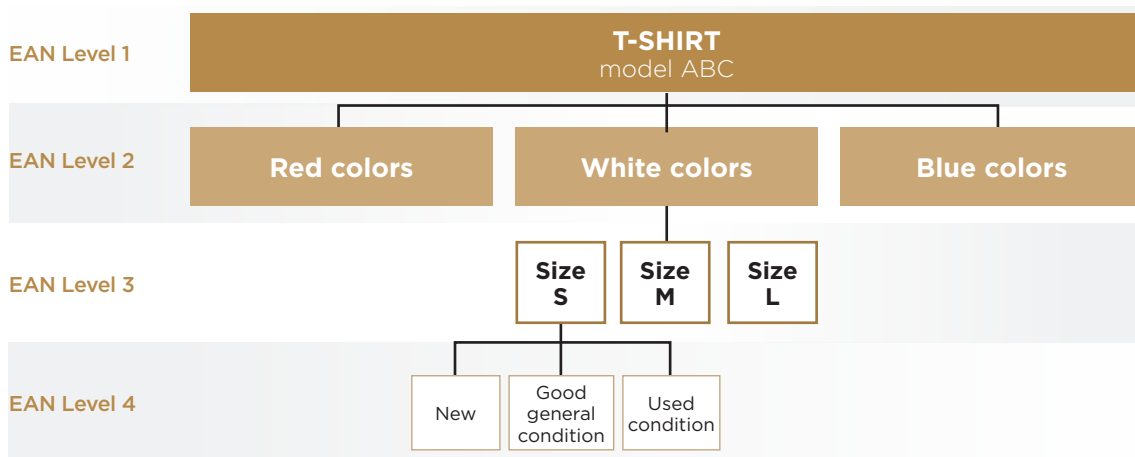 EAN Level 1
T-SHIRT
model ABC
EAN Level 2
Red colors
White colors
Blue colors
EAN Level 3
Size
S
Size
M
Size
L
EAN Level 4
New
Good
general
condition
Used
condition